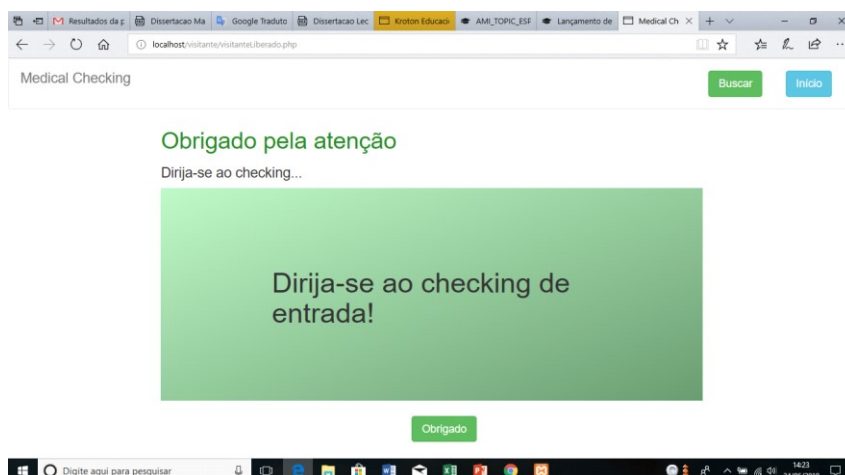 Resultados da p
Dissertacao Ma
Google Traduto
Dissertacao Lec
Kroton Educaci
AMI_TOPIC_ESF
Lançamento de
Medical Ch
localhost/visitante/visitanteLiberado.php
Medical Checking
Buscar
Início
Obrigado pela atenção
Dirija-se ao checking...
Dirija-se ao checking de
entrada!
Obrigado
Digite aqui para pesquisar
14:23